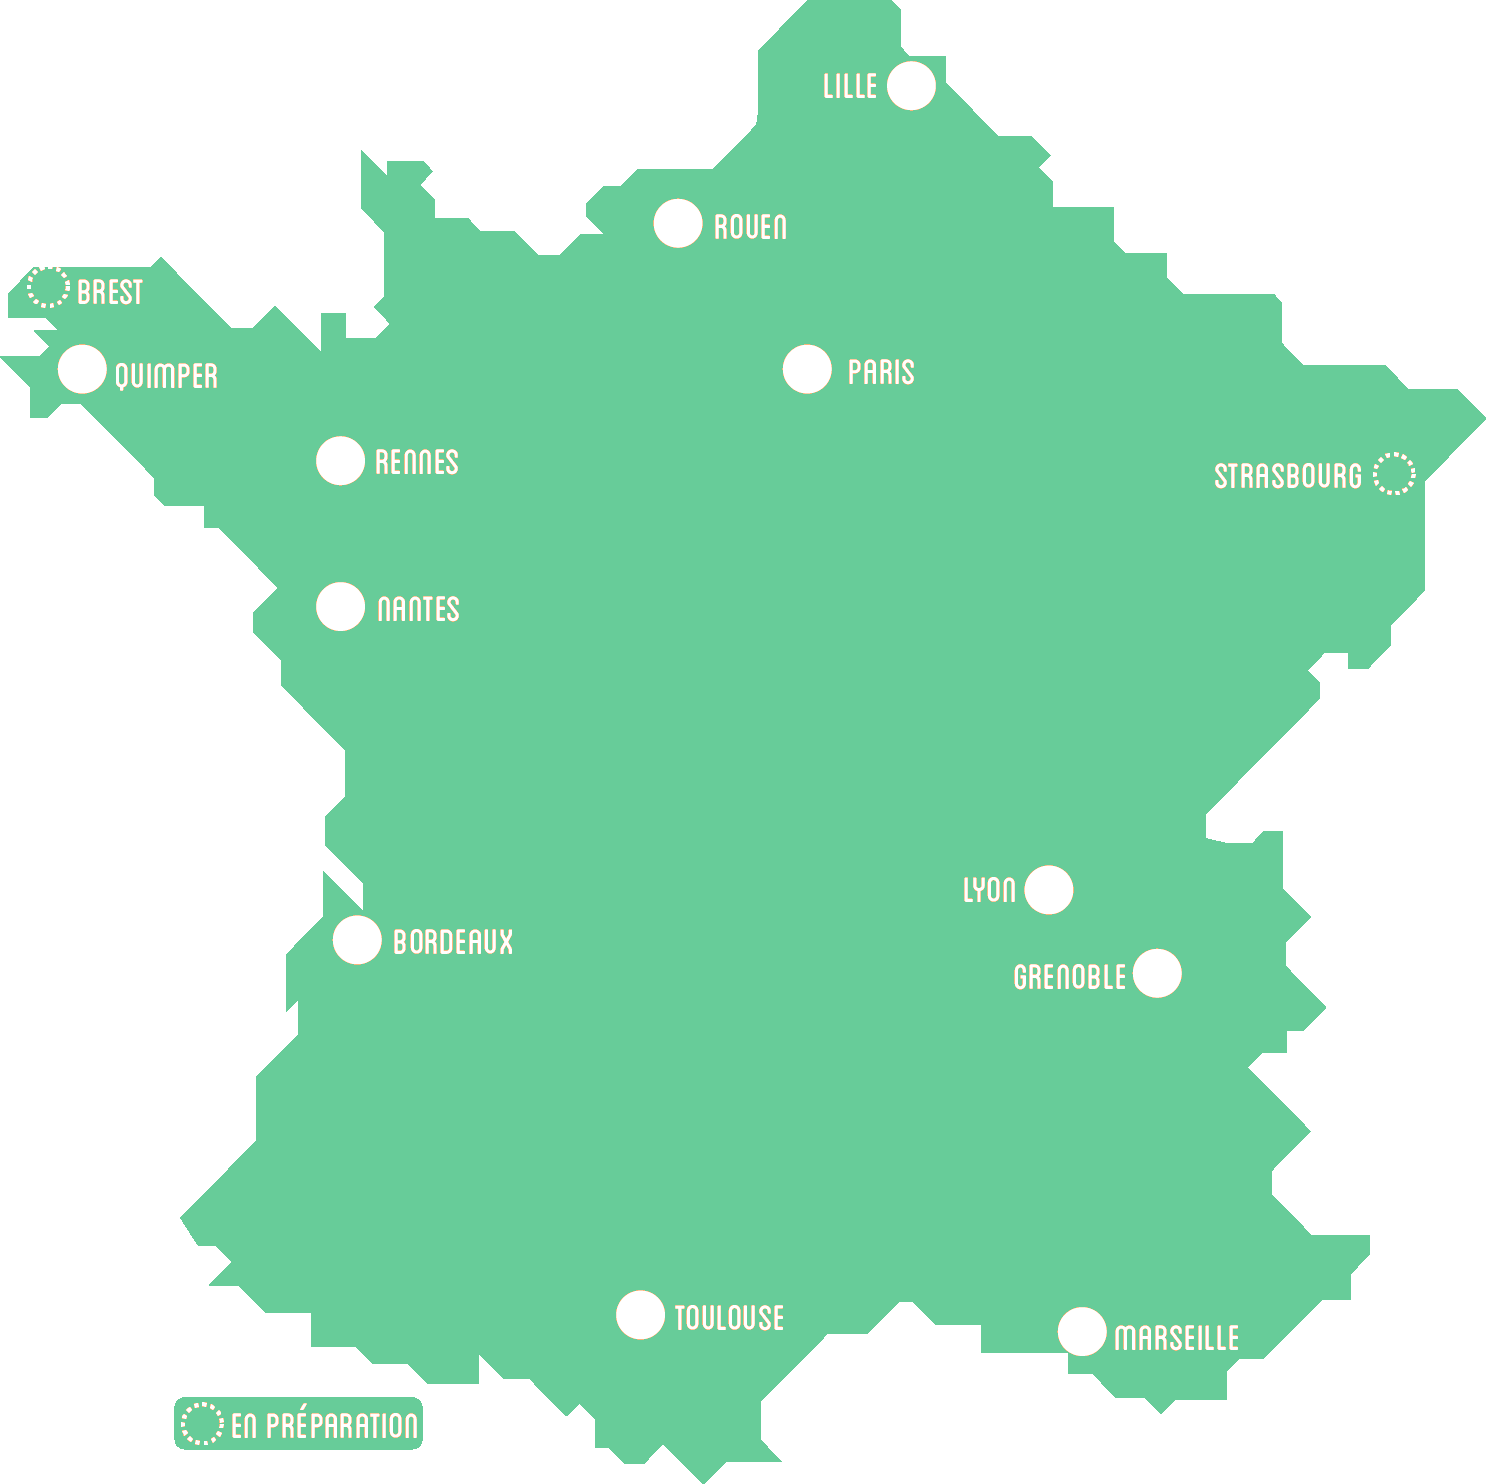 LILLE
ROUEN
BREST
QUIMPER
PARIS
RENNES
STRASBOURG
NANTES
LYON
BORDEAUX
GRENOBLE
TOULOUSE
MARSEILLE
EN PRÉPARATION